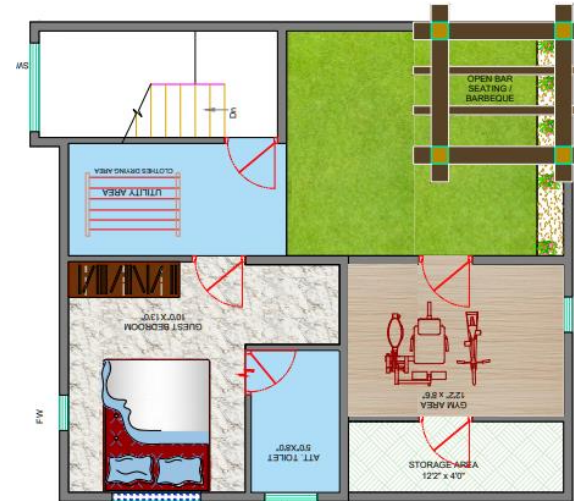 SW
OPEN BAR
SEATING /
BARBEQUE
Dn
CLOTHES DRYING AREA
UTILITY AREA
GUEST BEDROOM
10'0"X13'0"
GYM AREA
12'2" x 8'6"
FW
ATT. TOILET
5'0"X8'0"
STORAGE AREA
12'2" x 4'0"